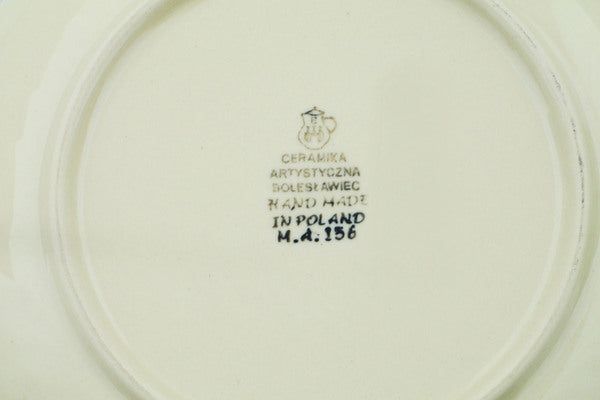 CERAMIKA
ARTYSTYCZNA
BOLESŁAWIEC
HAND MADE
IN POLAND
M.A. 156